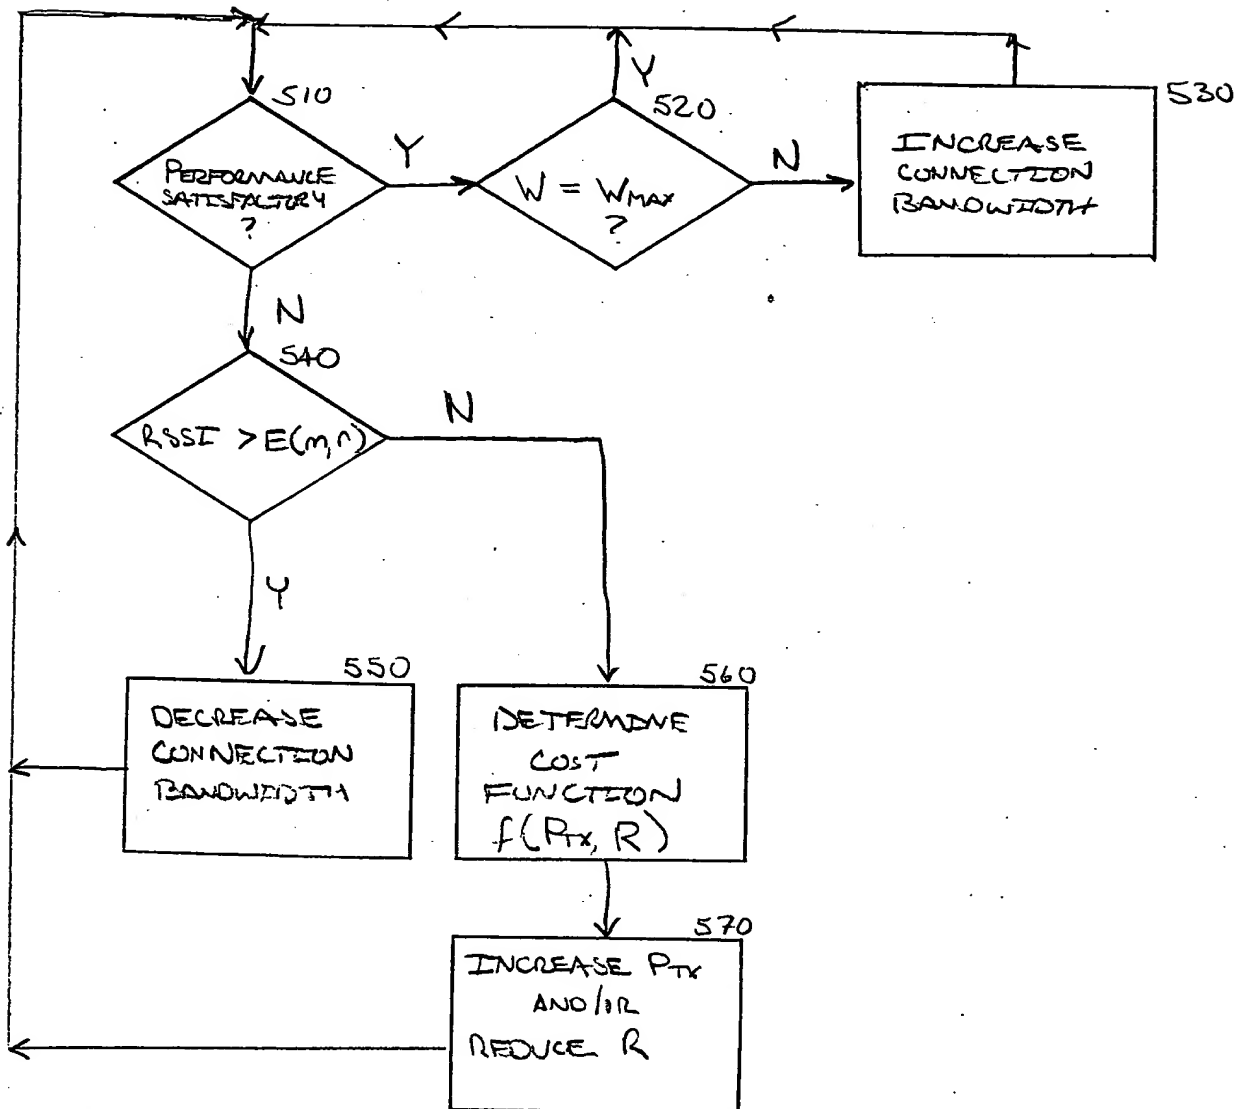 510
PERFORMANCE
SATISFACTORY
?
Y
520
W = WMAX
?
Y
N
530
INCREASE
CONNECTION
BANDWIDTH
N
540
RSSI > E(m,r)
N
Y
550
DECREASE
CONNECTION
BANDWIDTH
560
DETERMINE
COST
FUNCTION
f(PTX, R)
570
INCREASE PTX
AND/OR
REDUCE R